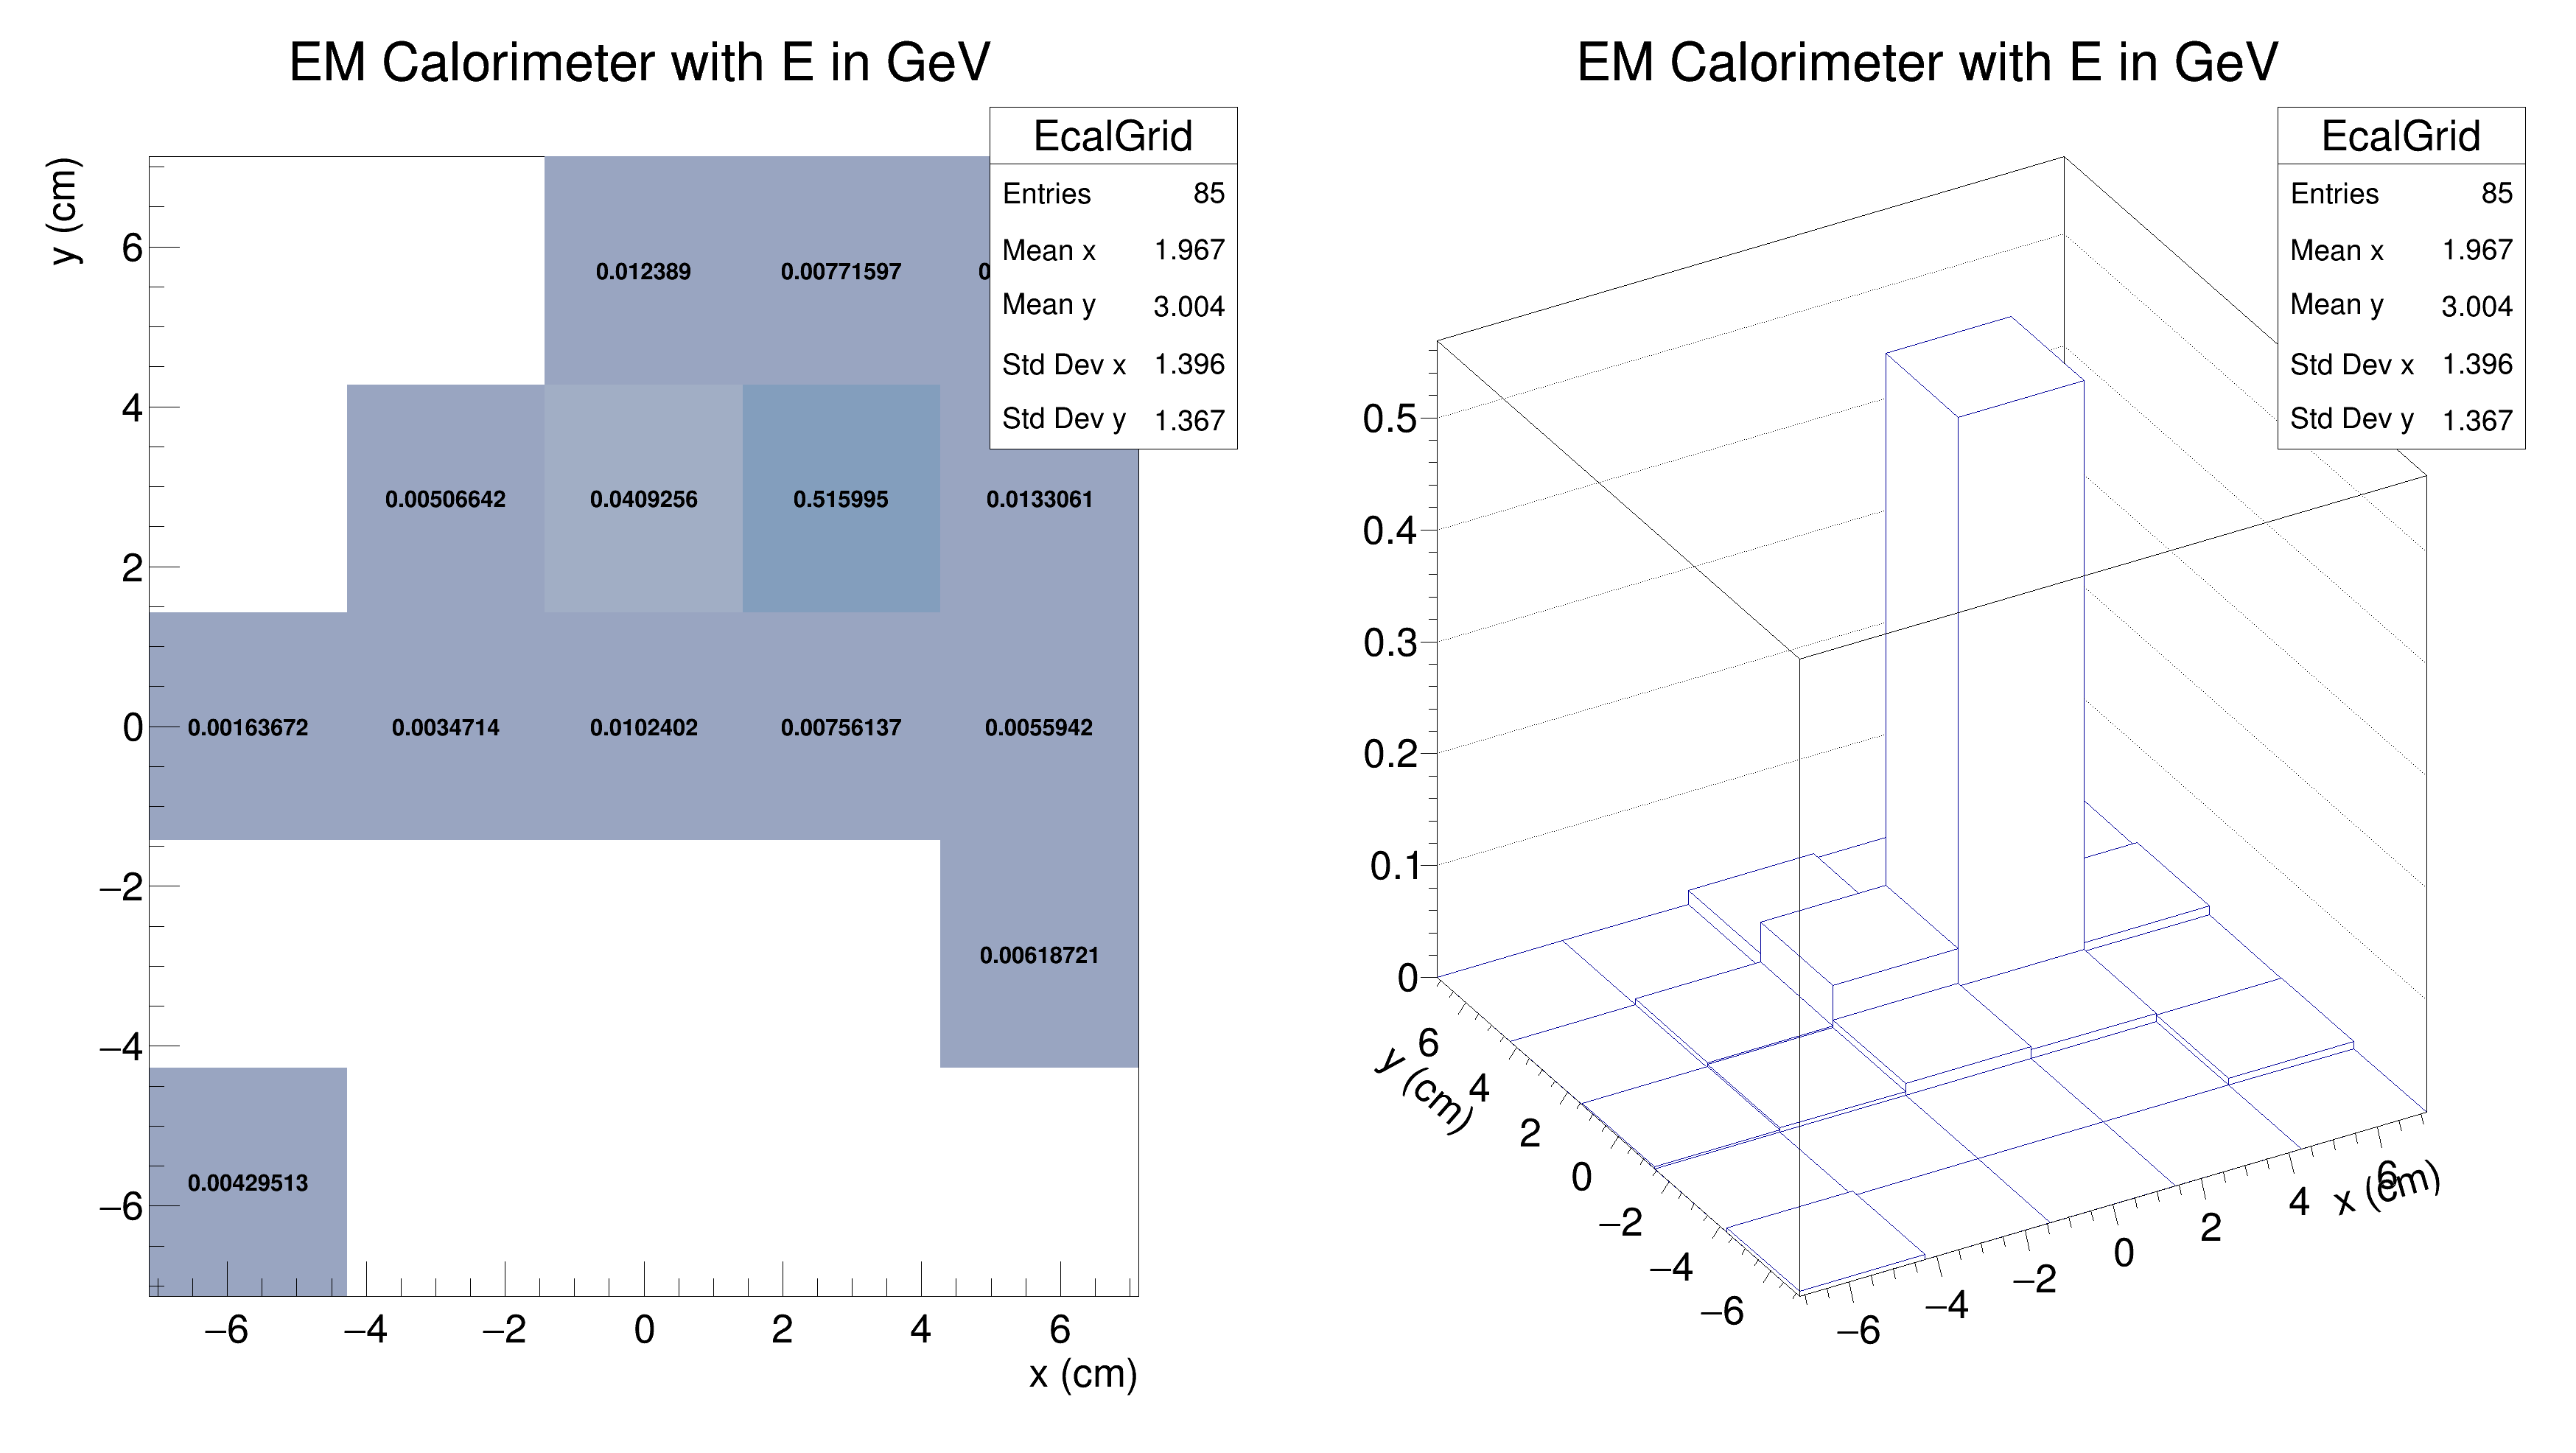 EM Calorimeter with E in GeV
EcalGrid
Entries 85
Mean x 1.967
Mean y 3.004
Std Dev x 1.396
Std Dev y 1.367
y (cm)
6
4
2
0
−2
−4
−6
0.012389 0.00771597
0.00506642 0.0409256 0.515995 0.0133061
0.00163672 0.0034714 0.0102402 0.00756137 0.0055942
0.00618721
0.00429513
−6 −4 −2 0 2 4 6
x (cm)
EM Calorimeter with E in GeV
EcalGrid
Entries 85
Mean x 1.967
Mean y 3.004
Std Dev x 1.396
Std Dev y 1.367
0.5
0.4
0.3
0.2
0.1
0
y (cm)
6
4
2
0
−2
−4
−6
−6 −4 −2 0 2 4 6
x (cm)